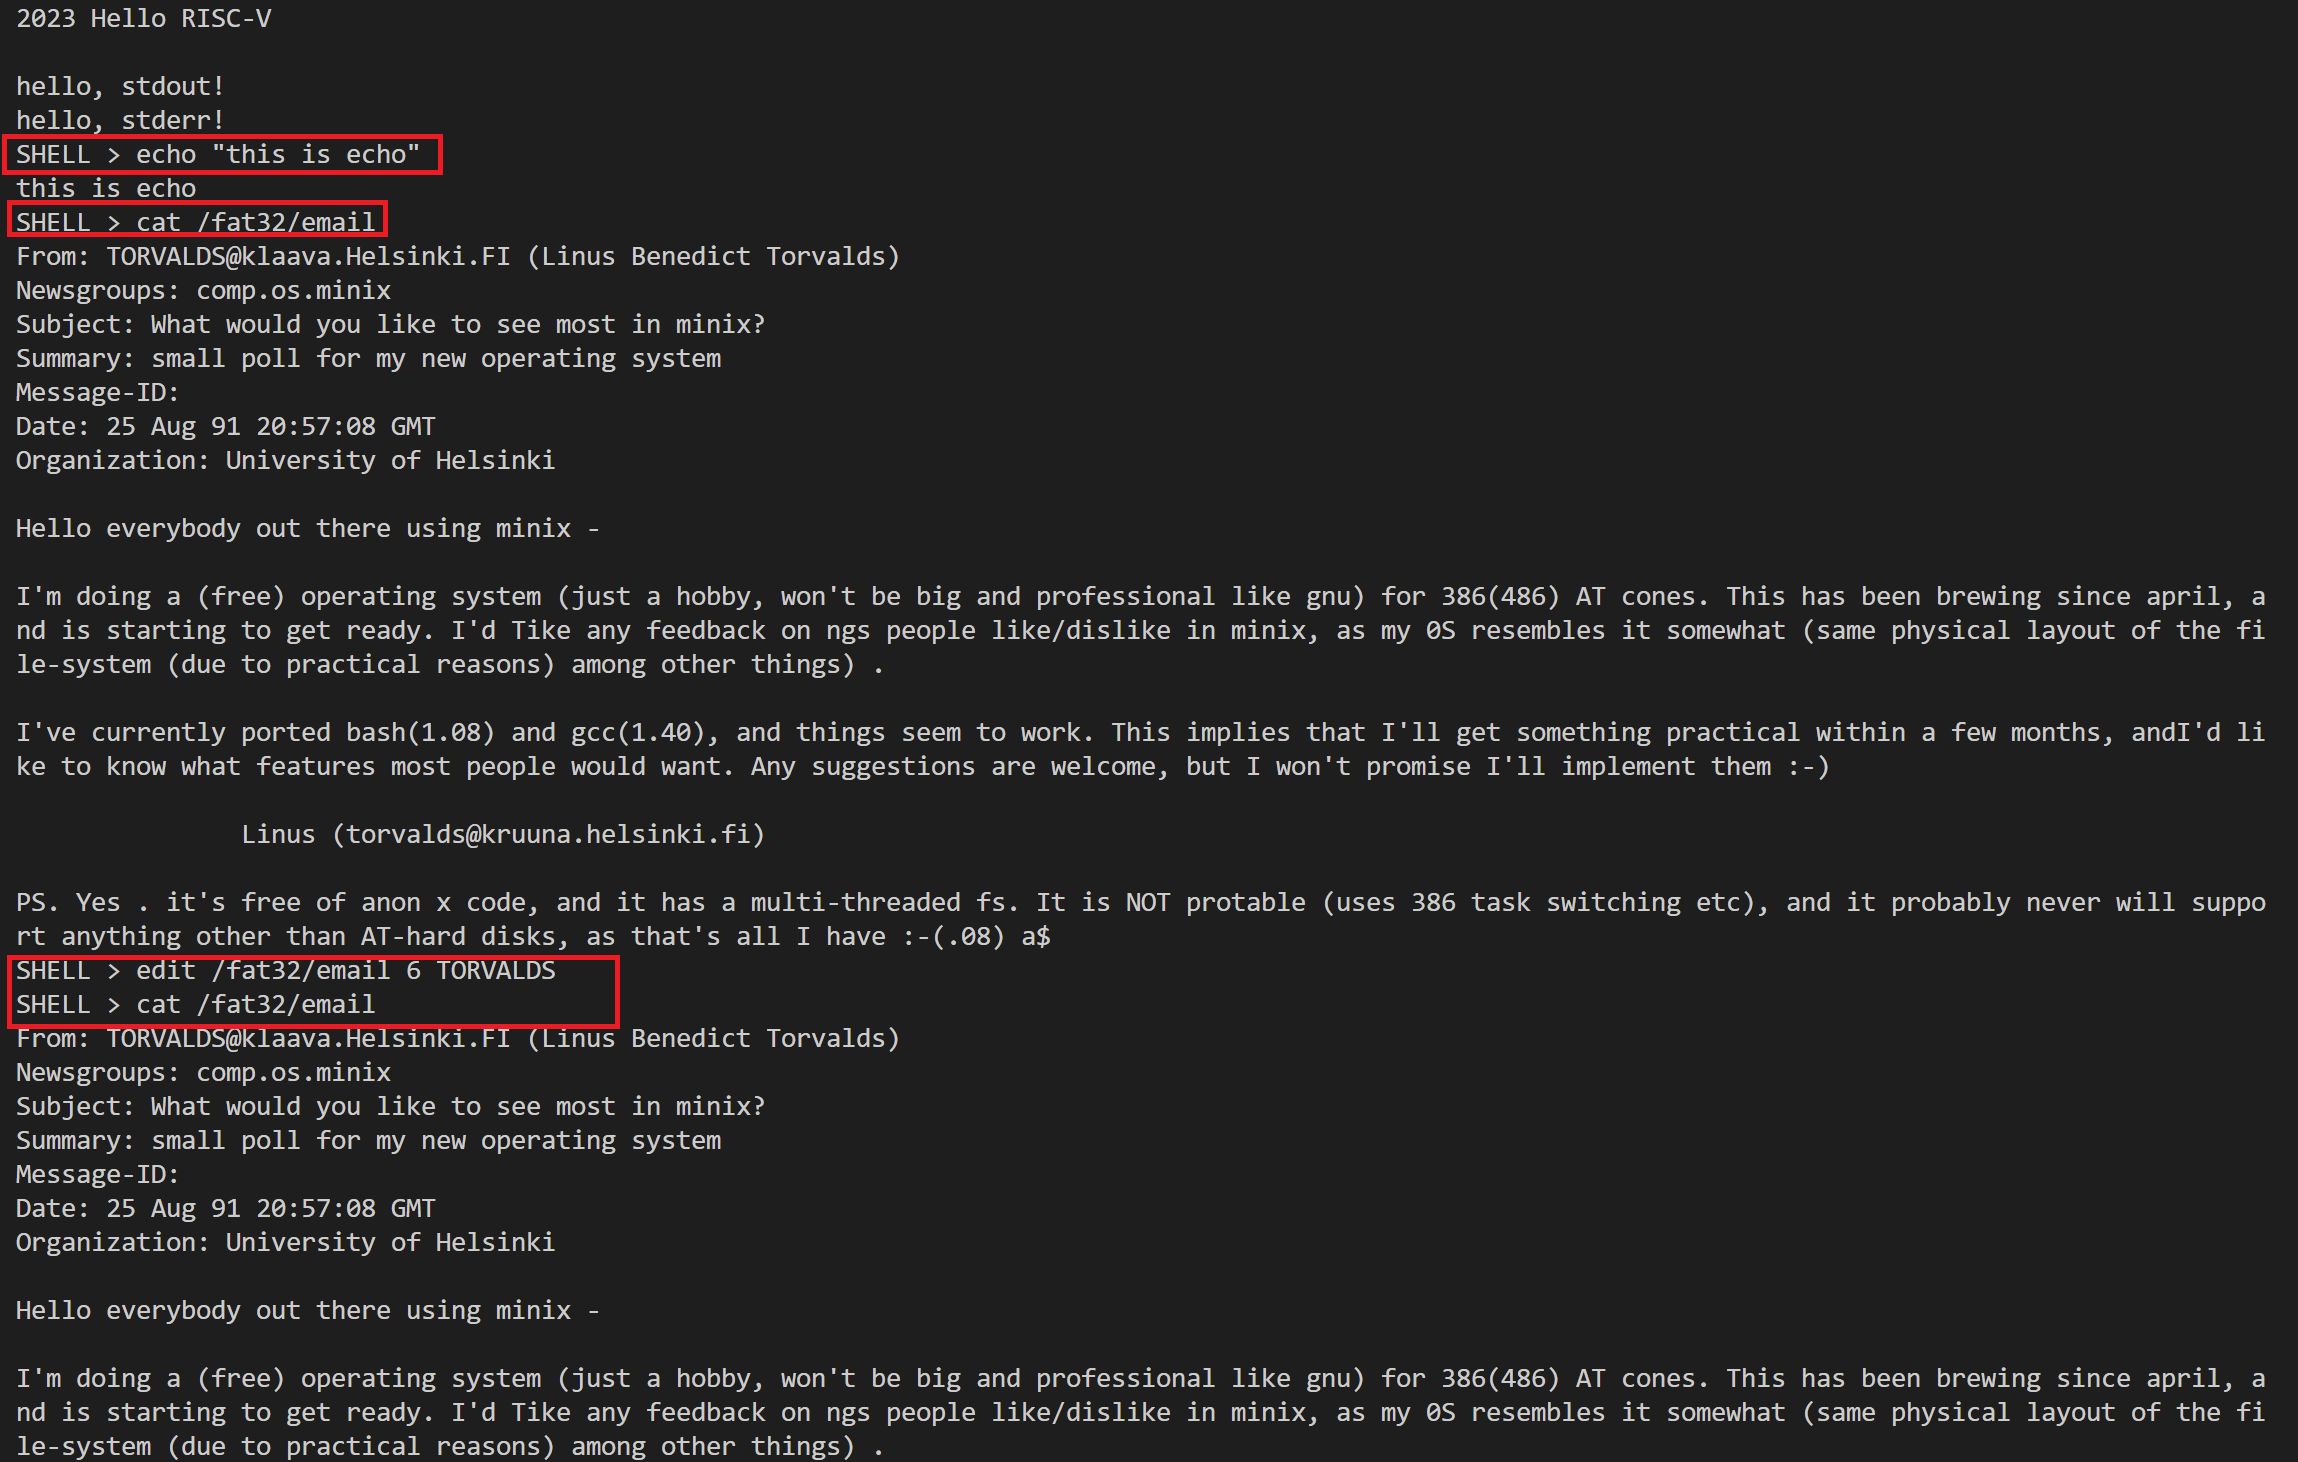 2023 Hello RISC-V
hello, stdout!
hello, stderr!
SHELL > echo "this is echo"
this is echo
SHELL > cat /fat32/email
From: TORVALDS@klaava.Helsinki.FI (Linus Benedict Torvalds)
Newsgroups: comp.os.minix
Subject: What would you like to see most in minix?
Summary: small poll for my new operating system
Message-ID:
Date: 25 Aug 91 20:57:08 GMT
Organization: University of Helsinki
Hello everybody out there using minix -
I'm doing a (free) operating system (just a hobby, won't be big and professional like gnu) for 386(486) AT cones. This has been brewing since april, a
nd is starting to get ready. I'd Tike any feedback on ngs people like/dislike in minix, as my 0S resembles it somewhat (same physical layout of the fi
le-system (due to practical reasons) among other things) .
I've currently ported bash(1.08) and gcc(1.40), and things seem to work. This implies that I'll get something practical within a few months, andI'd li
ke to know what features most people would want. Any suggestions are welcome, but I won't promise I'll implement them :-)
Linus (torvalds@kruuna.helsinki.fi)
PS. Yes . it's free of anon x code, and it has a multi-threaded fs. It is NOT protable (uses 386 task switching etc), and it probably never will suppo
rt anything other than AT-hard disks, as that's all I have :-(.08) a$
SHELL > edit /fat32/email 6 TORVALDS
SHELL > cat /fat32/email
From: TORVALDS@klaava.Helsinki.FI (Linus Benedict Torvalds)
Newsgroups: comp.os.minix
Subject: What would you like to see most in minix?
Summary: small poll for my new operating system
Message-ID:
Date: 25 Aug 91 20:57:08 GMT
Organization: University of Helsinki
Hello everybody out there using minix -
I'm doing a (free) operating system (just a hobby, won't be big and professional like gnu) for 386(486) AT cones. This has been brewing since april, a
nd is starting to get ready. I'd Tike any feedback on ngs people like/dislike in minix, as my 0S resembles it somewhat (same physical layout of the fi
le-system (due to practical reasons) among other things) .